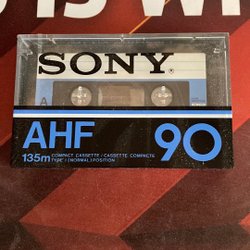 SONY
A
AHF 90
135m COMPACT CASSETTE / CASSETTE COMPACTE
TYPE I (NORMAL) POSITION